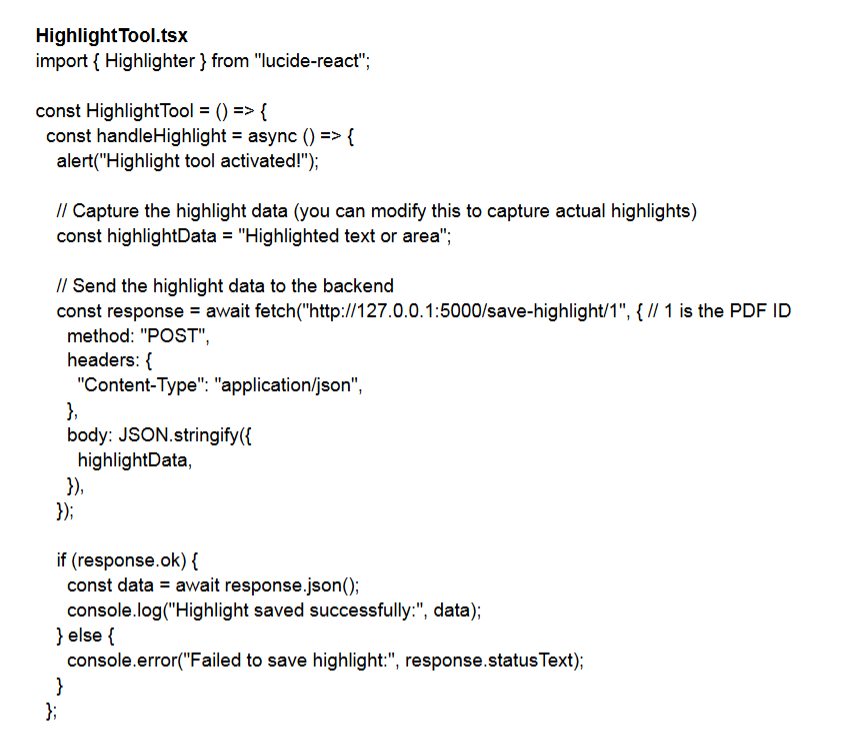 HighlightTool.tsx
import { Highlighter } from "lucide-react";
const HighlightTool = () => {
const handleHighlight = async () => {
alert("Highlight tool activated!");
// Capture the highlight data (you can modify this to capture actual highlights)
const highlightData = "Highlighted text or area";
// Send the highlight data to the backend
const response = await fetch("http://127.0.0.1:5000/save-highlight/1", { // 1 is the PDF ID
method: "POST",
headers: {
"Content-Type": "application/json",
},
body: JSON.stringify({
highlightData,
}),
});
if (response.ok) {
const data = await response.json();
console.log("Highlight saved successfully:", data);
} else {
console.error("Failed to save highlight:", response.statusText);
}
};